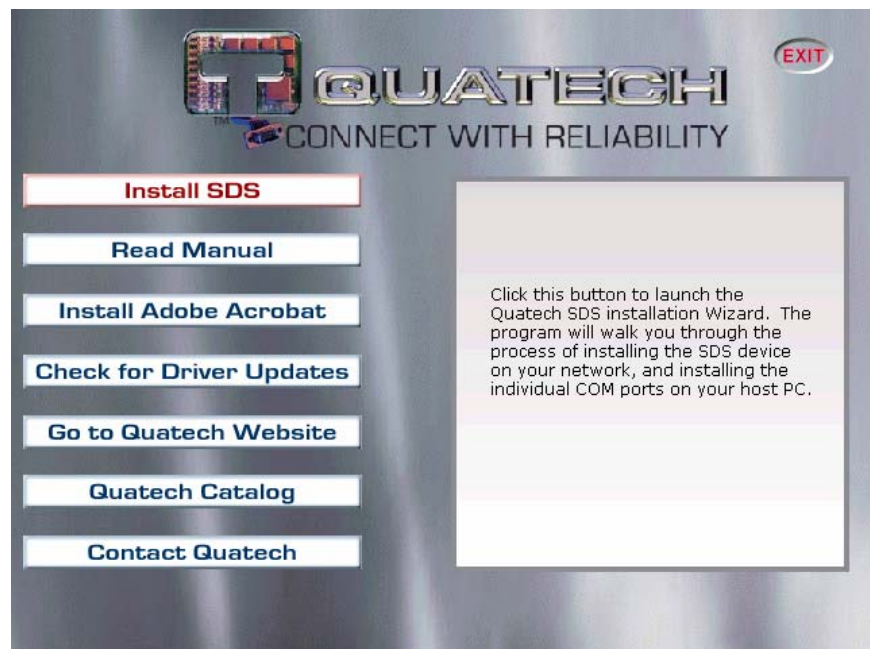 EXIT
QUATECH
TM
CONNECT WITH RELIABILITY
Install SDS
Read Manual
Install Adobe Acrobat
Check for Driver Updates
Go to Quatech Website
Quatech Catalog
Contact Quatech
Click this button to launch the
Quatech SDS installation Wizard. The
program will walk you through the
process of installing the SDS device
on your network, and installing the
individual COM ports on your host PC.